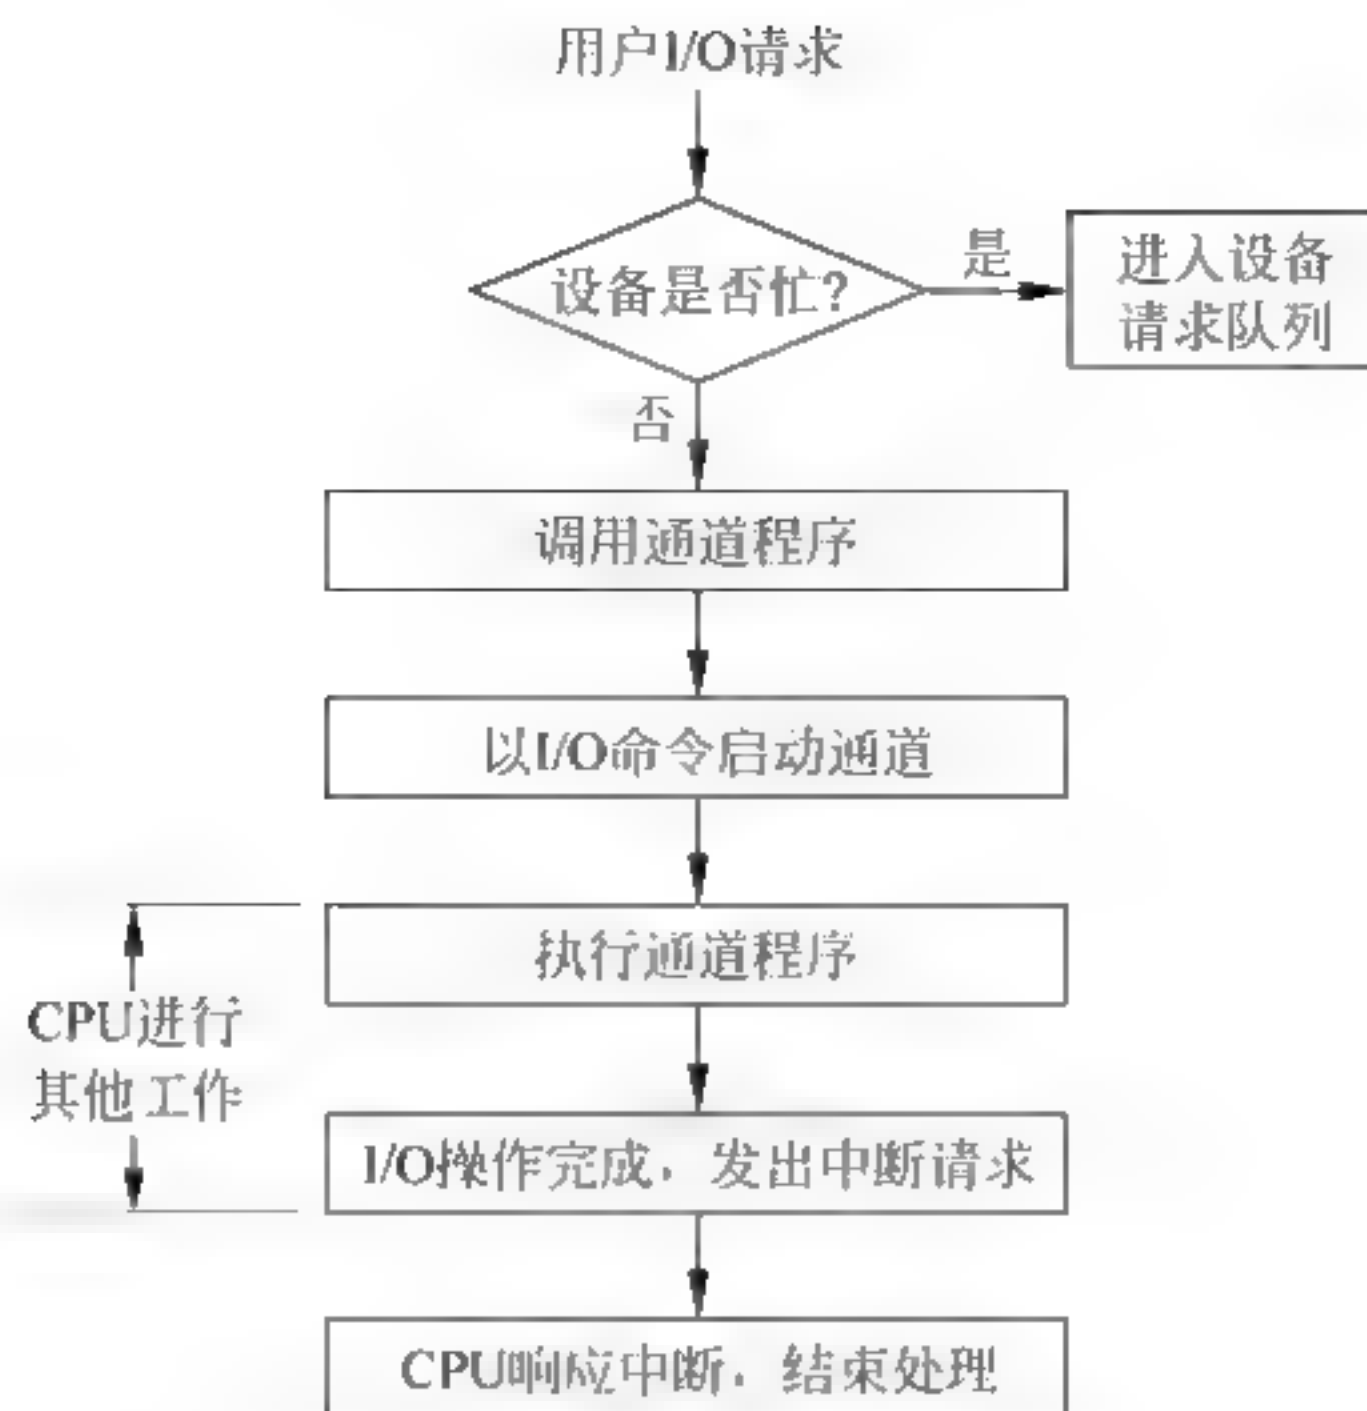 用户I/O请求
设备是否忙?
是
进入设备
请求队列
否
调用通道程序
以I/O命令启动通道
执行通道程序
CPU进行
其他工作
I/O操作完成,发出中断请求
CPU响应中断,结束处理